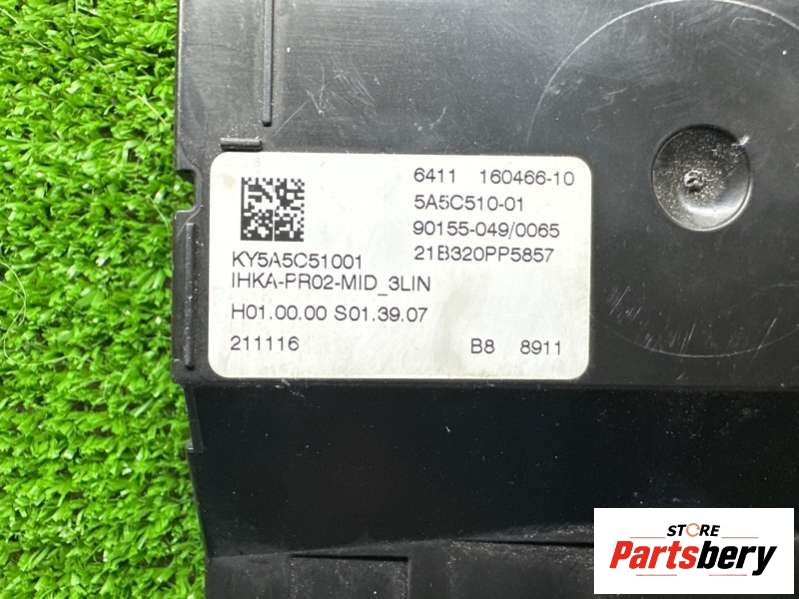 6411 160466-10
5A5C510-01
90155-049/0065
21B320PP5857
KY5A5C51001
IHKA-PR02-MID_3LIN
H01.00.00 S01.39.07
211116 B8 8911
STORE
Partsbery